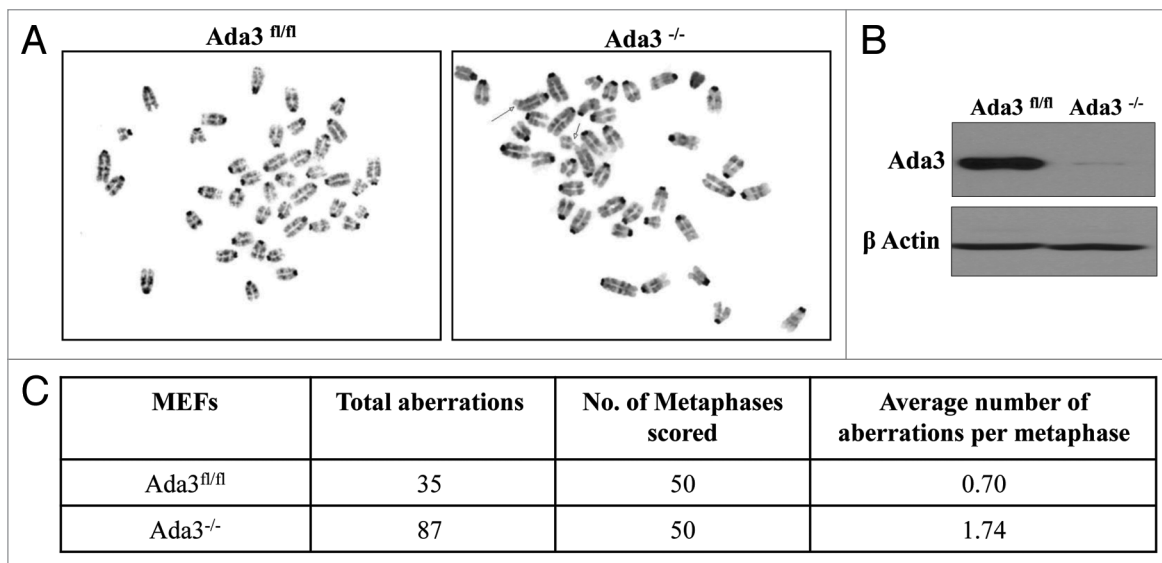 A
Ada3 fl/fl
Ada3 -/-
B
Ada3 fl/fl Ada3 -/-
Ada3
β Actin
C
MEFs Total aberrations No. of Metaphases scored Average number of aberrations per metaphase
Ada3fl/fl 35 50 0.70
Ada3-/- 87 50 1.74